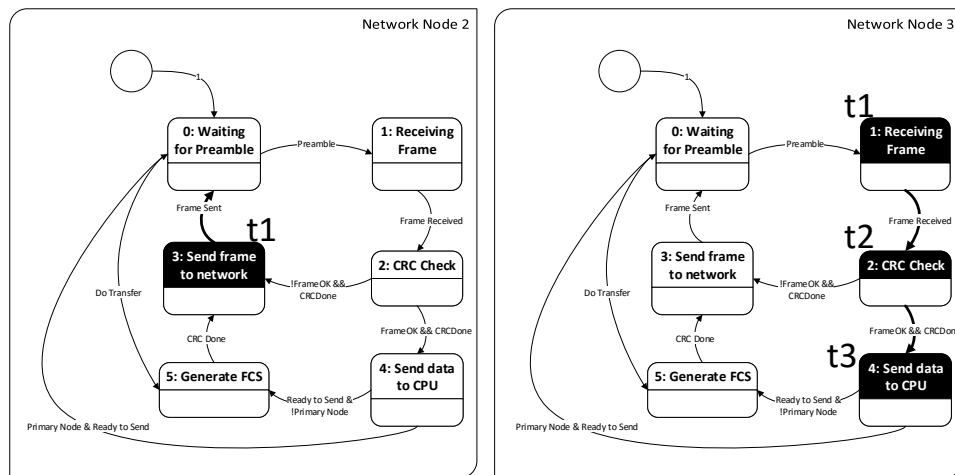 Network Node 2
1
0: Waiting
for Preamble
Preamble
1: Receiving
Frame
Frame Sent
Frame Received
t1
3: Send frame
to network
!FrameOK &&
CRCDone
2: CRC Check
Do Transfer
CRC Done
FrameOK && CRCDone
5: Generate FCS
Ready to Send &
!Primary Node
4: Send data
to CPU
Primary Node & Ready to Send
Network Node 3
1
t1
0: Waiting
for Preamble
Preamble
1: Receiving
Frame
Frame Sent
Frame Received
t2
3: Send frame
to network
!FrameOK &&
CRCDone
2: CRC Check
Do Transfer
CRC Done
FrameOK && CRCDone
t3
5: Generate FCS
Ready to Send &
!Primary Node
4: Send data
to CPU
Primary Node & Ready to Send